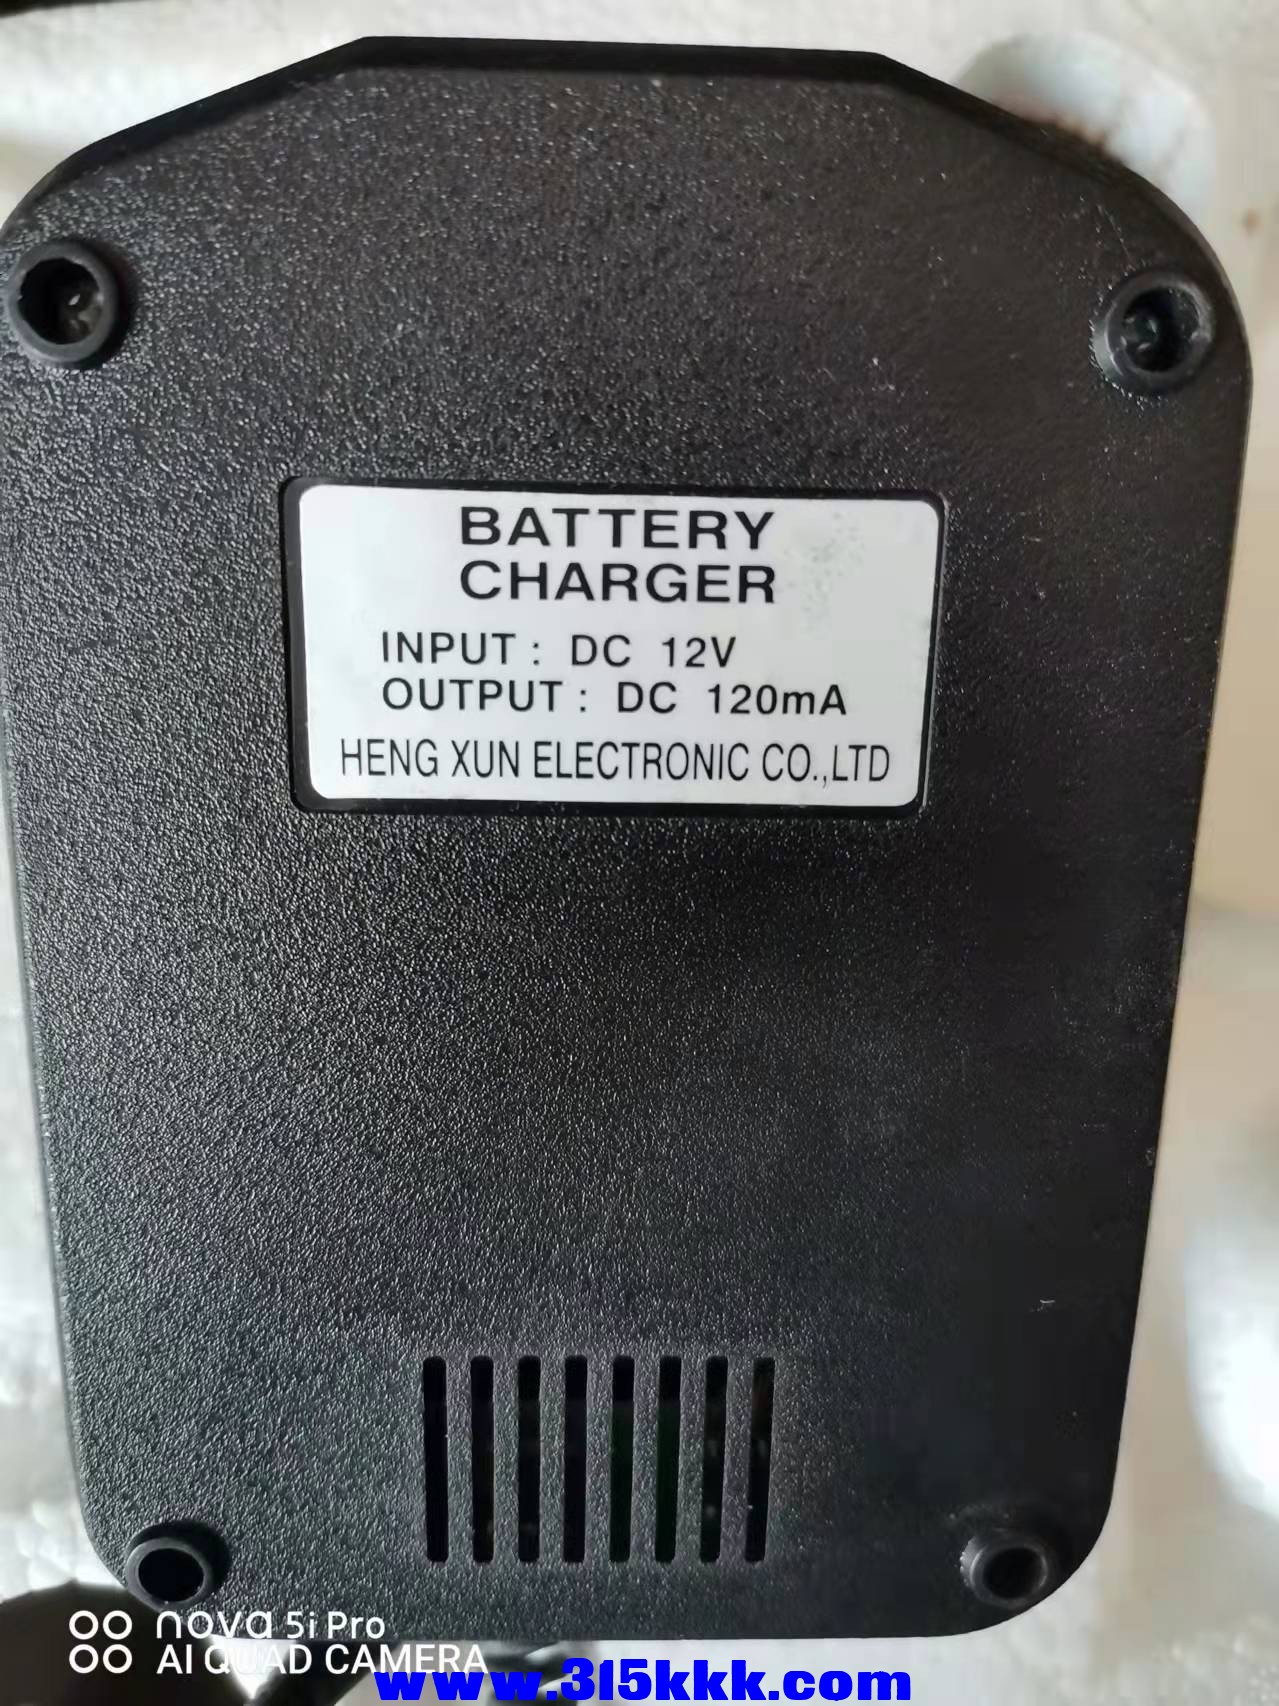 BATTERY
CHARGER
INPUT : DC 12V
OUTPUT : DC 120mA
HENG XUN ELECTRONIC CO.,LTD
nova 5i Pro
AI QUAD CAMERA
www.315kkk.com